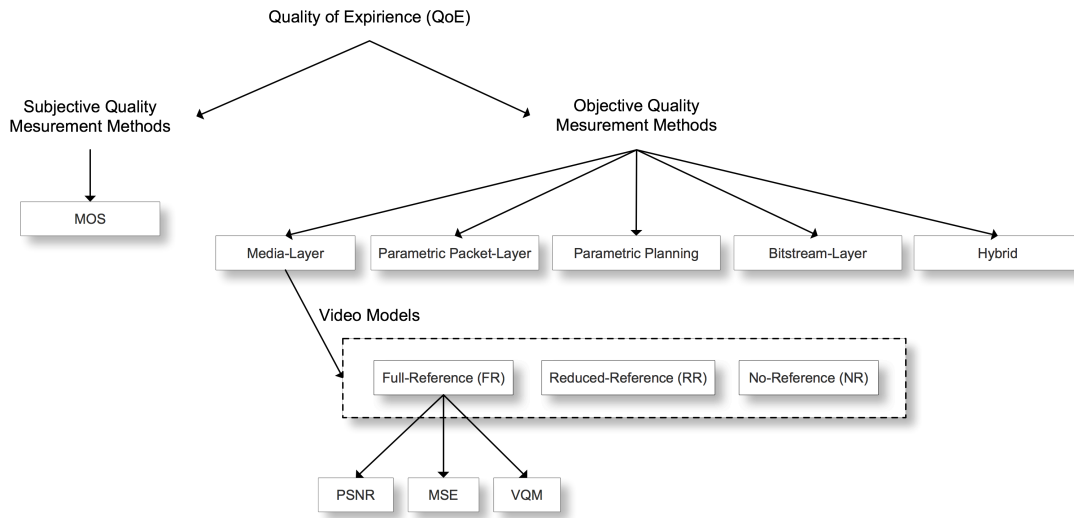 Quality of Expirience (QoE)
Subjective Quality
Mesurement Methods
Objective Quality
Mesurement Methods
MOS
Media-Layer
Parametric Packet-Layer
Parametric Planning
Bitstream-Layer
Hybrid
Video Models
Full-Reference (FR)
Reduced-Reference (RR)
No-Reference (NR)
PSNR
MSE
VQM